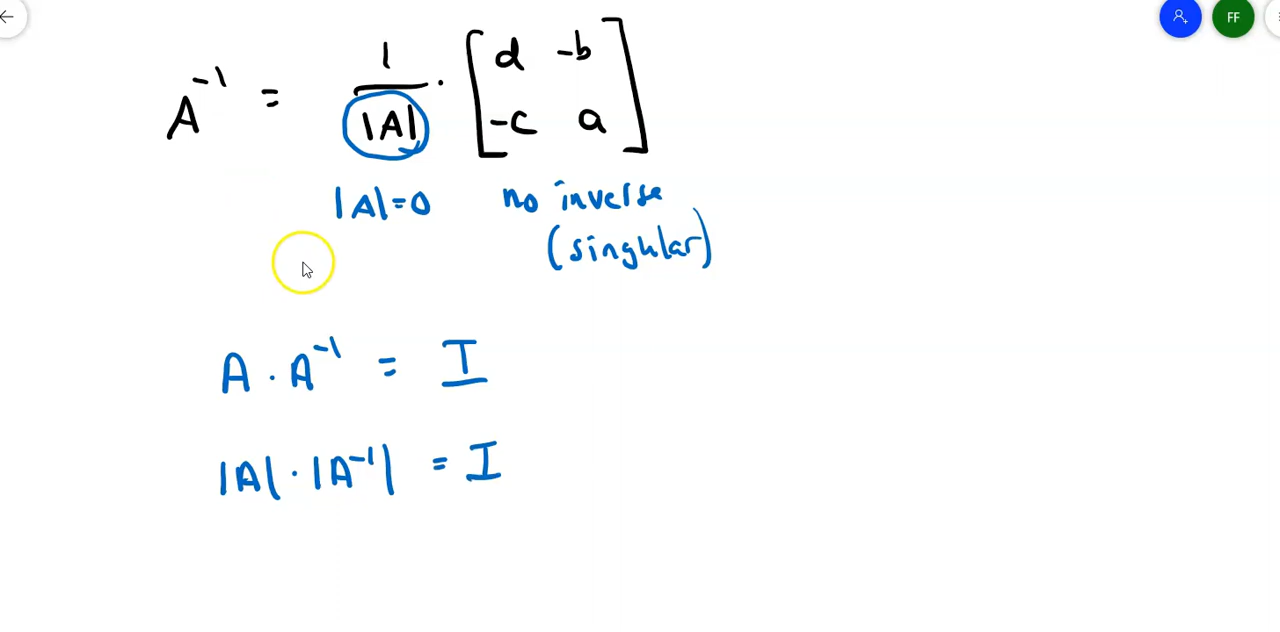 FF
A⁻¹ = 1/|A| · [d -b; -c a]
|A|=0 no inverse
(singular)
A · A⁻¹ = I
|A| · |A⁻¹| = I